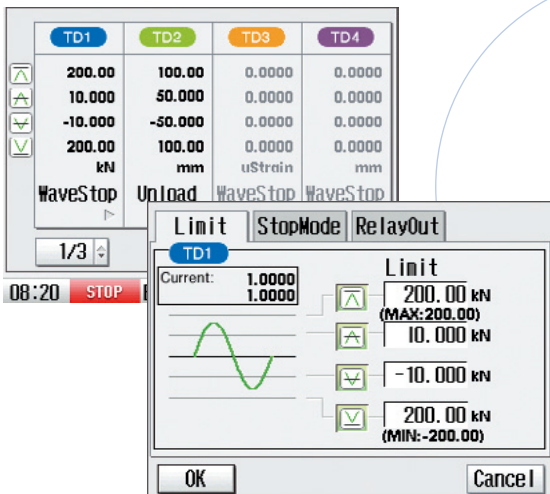 TD1 TD2 TD3 TD4
200.00 100.00 0.0000 0.0000
10.000 50.000 0.0000 0.0000
-10.000 -50.000 0.0000 0.0000
200.00 100.00 0.0000 0.0000
kN mm uStrain mm
WaveStop Unload WaveStop WaveStop
1/3
08:20 STOP
Limit StopMode RelayOut
TD1
Limit
Current: 1.0000
1.0000
200.00 kN
(MAX:200.00)
10.000 kN
-10.000 kN
200.00 kN
(MIN:-200.00)
OK Cancel